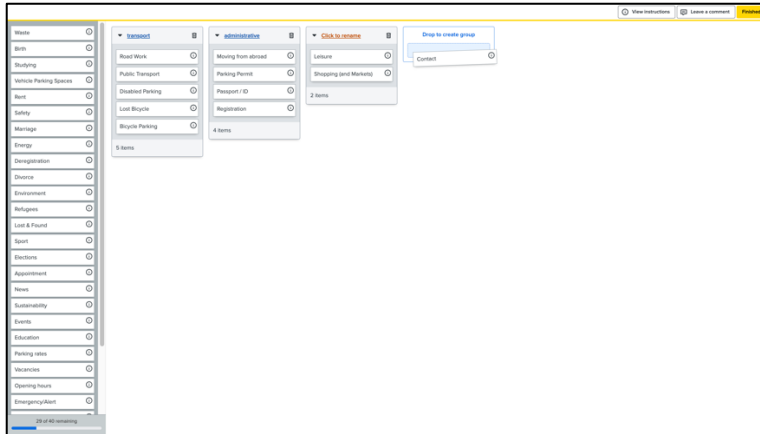 View instructions
Leave a comment
Finished
Waste
Birth
Studying
Vehicle Parking Spaces
Rent
Safety
Marriage
Energy
Deregistration
Divorce
Environment
Refugees
Lost & Found
Sport
Elections
Appointment
News
Sustainability
Events
Education
Parking rates
Vacancies
Opening hours
Emergency/Alert
29 of 40 remaining
transport
Road Work
Public Transport
Disabled Parking
Lost Bicycle
Bicycle Parking
5 items
administrative
Moving from abroad
Parking Permit
Passport / ID
Registration
4 items
Click to rename
Leisure
Shopping (and Markets)
2 items
Drop to create group
Contact